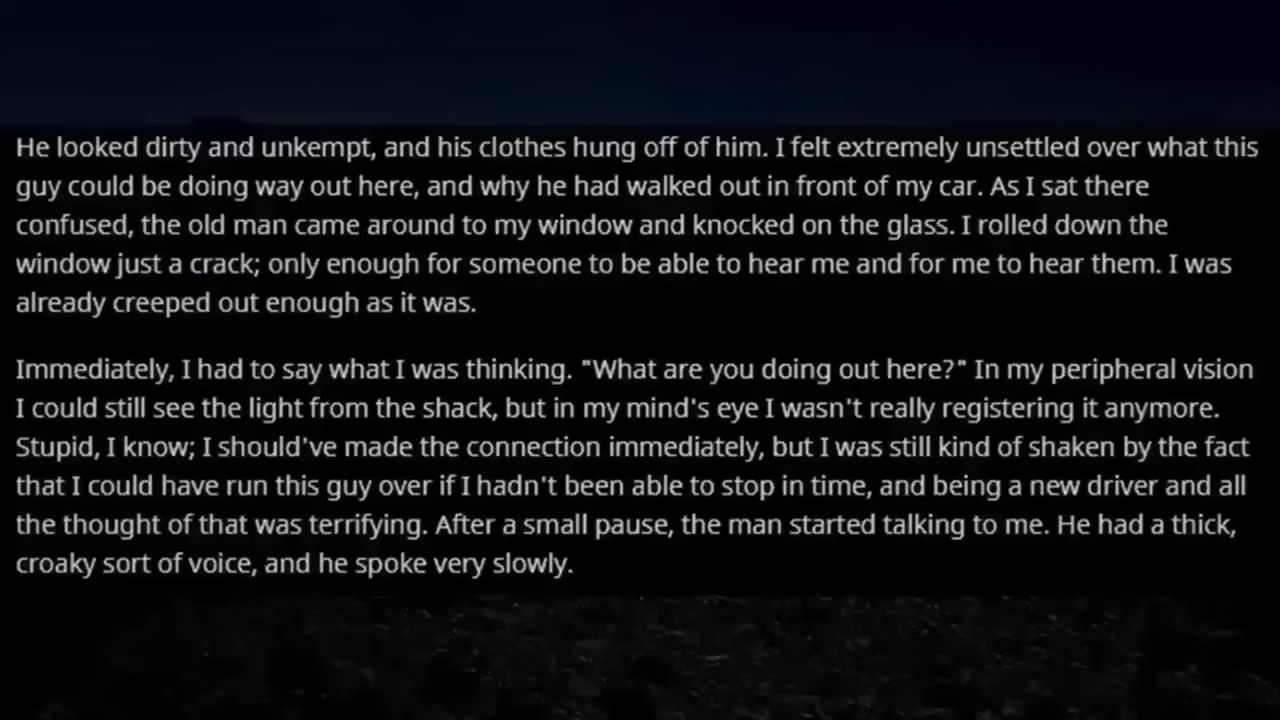 He looked dirty and unkempt, and his clothes hung off of him. I felt extremely unsettled over what this
guy could be doing way out here, and why he had walked out in front of my car. As I sat there
confused, the old man came around to my window and knocked on the glass. I rolled down the
window just a crack; only enough for someone to be able to hear me and for me to hear them. I was
already creeped out enough as it was.
Immediately, I had to say what I was thinking. "What are you doing out here?" In my peripheral vision
I could still see the light from the shack, but in my mind's eye I wasn't really registering it anymore.
Stupid, I know; I should've made the connection immediately, but I was still kind of shaken by the fact
that I could have run this guy over if I hadn't been able to stop in time, and being a new driver and all
the thought of that was terrifying. After a small pause, the man started talking to me. He had a thick,
croaky sort of voice, and he spoke very slowly.